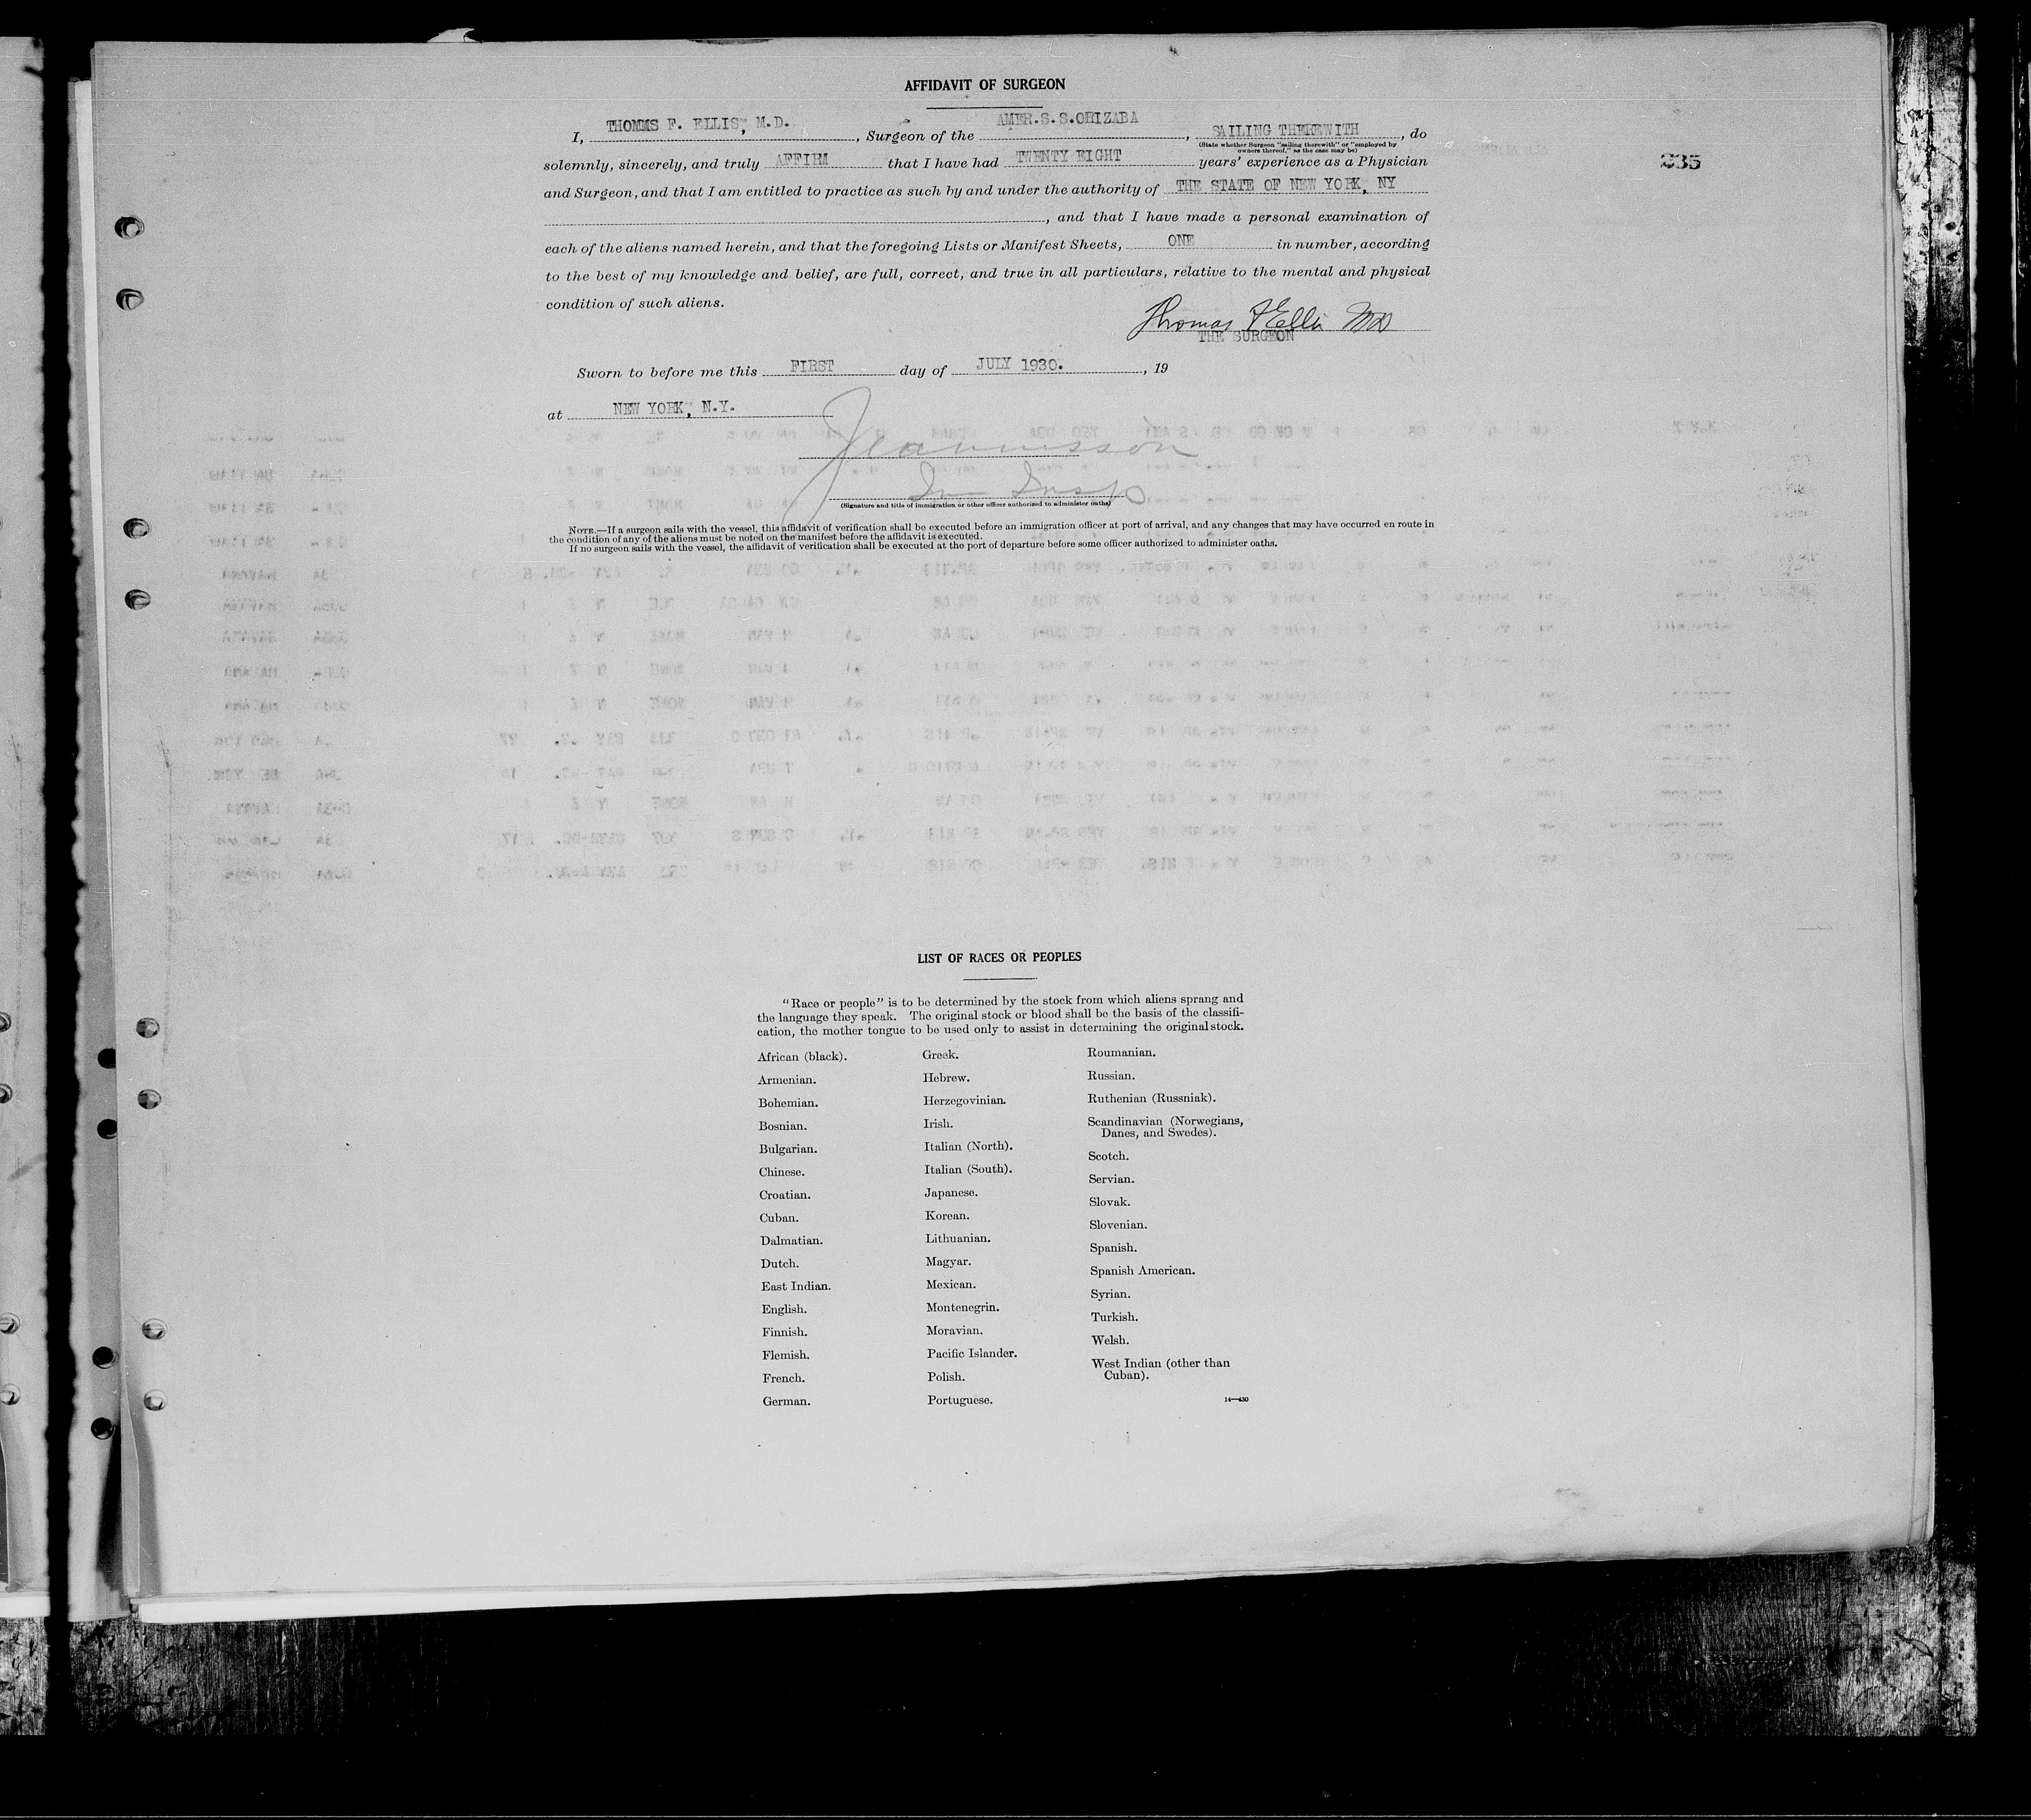 AFFIDAVIT OF SURGEON
235
I, THOMMS F. ELLIS, M.D. , Surgeon of the AMER.S.S.ORIZABA , SAILING THEREWITH , do
(State whether Surgeon "sailing therewith" or "employed by
owners thereof," as the case may be)
solemnly, sincerely, and truly AFFIRM that I have had TWENTY EIGHT years' experience as a Physician
and Surgeon, and that I am entitled to practice as such by and under the authority of THE STATE OF NEW YORK, NY
, and that I have made a personal examination of
each of the aliens named herein, and that the foregoing Lists or Manifest Sheets, ONE in number, according
to the best of my knowledge and belief, are full, correct, and true in all particulars, relative to the mental and physical
condition of such aliens.
Thomas F Ellis MD
THE SURGEON
Sworn to before me this FIRST day of JULY 1930. , 19
at NEW YORK, N.Y.
(Signature and title of immigration or other officer authorized to administer oaths)
NOTE.—If a surgeon sails with the vessel, this affidavit of verification shall be executed before an immigration officer at port of arrival, and any changes that may have occurred en route in
the condition of any of the aliens must be noted on the manifest before the affidavit is executed.
If no surgeon sails with the vessel, the affidavit of verification shall be executed at the port of departure before some officer authorized to administer oaths.
LIST OF RACES OR PEOPLES
"Race or people" is to be determined by the stock from which aliens sprang and
the language they speak. The original stock or blood shall be the basis of the classifi-
cation, the mother tongue to be used only to assist in determining the original stock.
African (black).
Armenian.
Bohemian.
Bosnian.
Bulgarian.
Chinese.
Croatian.
Cuban.
Dalmatian.
Dutch.
East Indian.
English.
Finnish.
Flemish.
French.
German.
Greek.
Hebrew.
Herzegovinian.
Irish.
Italian (North).
Italian (South).
Japanese.
Korean.
Lithuanian.
Magyar.
Mexican.
Montenegrin.
Moravian.
Pacific Islander.
Polish.
Portuguese.
Roumanian.
Russian.
Ruthenian (Russniak).
Scandinavian (Norwegians,
Danes, and Swedes).
Scotch.
Servian.
Slovak.
Slovenian.
Spanish.
Spanish American.
Syrian.
Turkish.
Welsh.
West Indian (other than
Cuban).
14—430